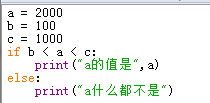 a = 2000
b = 100
c = 1000
if b < a < c:
    print("a的值是",a)
else:
    print("a什么都不是")